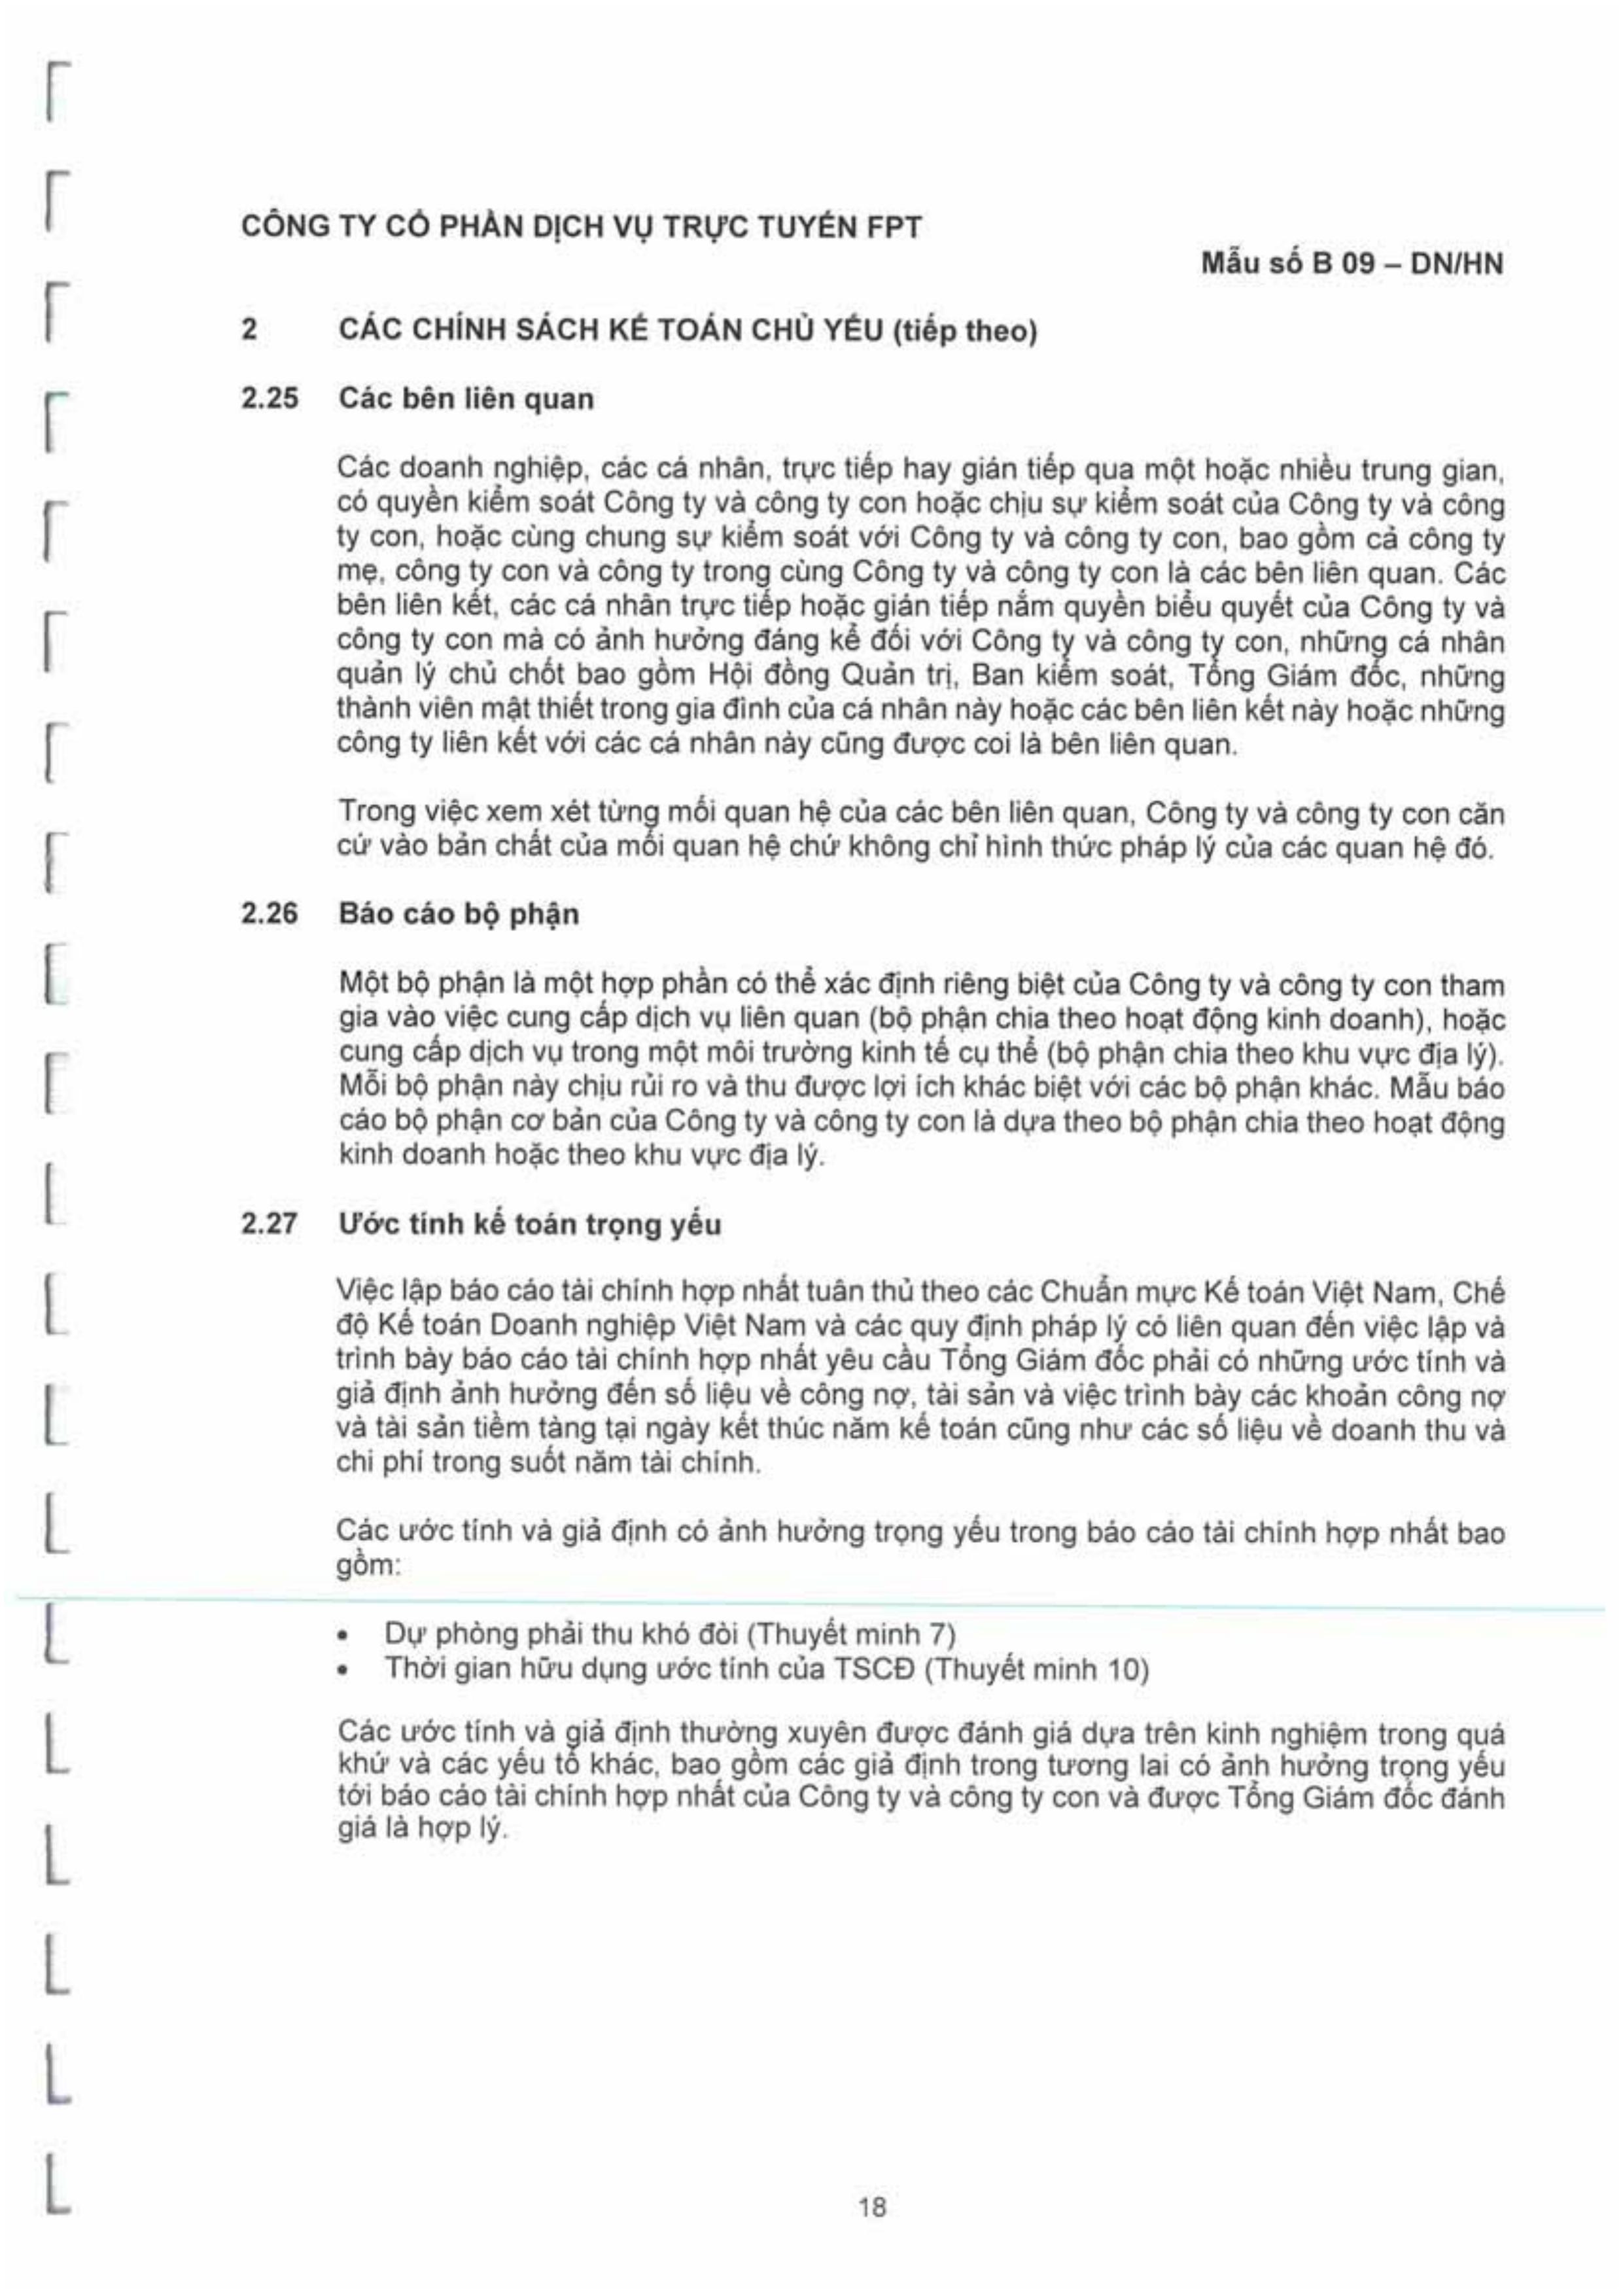 CÔNG TY CỔ PHẦN DỊCH VỤ TRỰC TUYẾN FPT
Mẫu số B 09 – DN/HN
2 CÁC CHÍNH SÁCH KẾ TOÁN CHỦ YẾU (tiếp theo)
2.25 Các bên liên quan
Các doanh nghiệp, các cá nhân, trực tiếp hay gián tiếp qua một hoặc nhiều trung gian,
có quyền kiểm soát Công ty và công ty con hoặc chịu sự kiểm soát của Công ty và công
ty con, hoặc cùng chung sự kiểm soát với Công ty và công ty con, bao gồm cả công ty
mẹ, công ty con và công ty trong cùng Công ty và công ty con là các bên liên quan. Các
bên liên kết, các cá nhân trực tiếp hoặc gián tiếp nắm quyền biểu quyết của Công ty và
công ty con mà có ảnh hưởng đáng kể đối với Công ty và công ty con, những cá nhân
quản lý chủ chốt bao gồm Hội đồng Quản trị, Ban kiểm soát, Tổng Giám đốc, những
thành viên mật thiết trong gia đình của cá nhân này hoặc các bên liên kết này hoặc những
công ty liên kết với các cá nhân này cũng được coi là bên liên quan.
Trong việc xem xét từng mối quan hệ của các bên liên quan, Công ty và công ty con căn
cứ vào bản chất của mối quan hệ chứ không chỉ hình thức pháp lý của các quan hệ đó.
2.26 Báo cáo bộ phận
Một bộ phận là một hợp phần có thể xác định riêng biệt của Công ty và công ty con tham
gia vào việc cung cấp dịch vụ liên quan (bộ phận chia theo hoạt động kinh doanh), hoặc
cung cấp dịch vụ trong một môi trường kinh tế cụ thể (bộ phận chia theo khu vực địa lý).
Mỗi bộ phận này chịu rủi ro và thu được lợi ích khác biệt với các bộ phận khác. Mẫu báo
cáo bộ phận cơ bản của Công ty và công ty con là dựa theo bộ phận chia theo hoạt động
kinh doanh hoặc theo khu vực địa lý.
2.27 Ước tính kế toán trọng yếu
Việc lập báo cáo tài chính hợp nhất tuân thủ theo các Chuẩn mực Kế toán Việt Nam, Chế
độ Kế toán Doanh nghiệp Việt Nam và các quy định pháp lý có liên quan đến việc lập và
trình bày báo cáo tài chính hợp nhất yêu cầu Tổng Giám đốc phải có những ước tính và
giả định ảnh hưởng đến số liệu về công nợ, tài sản và việc trình bày các khoản công nợ
và tài sản tiềm tàng tại ngày kết thúc năm kế toán cũng như các số liệu về doanh thu và
chi phí trong suốt năm tài chính.
Các ước tính và giả định có ảnh hưởng trọng yếu trong báo cáo tài chính hợp nhất bao
gồm:
• Dự phòng phải thu khó đòi (Thuyết minh 7)
• Thời gian hữu dụng ước tính của TSCĐ (Thuyết minh 10)
Các ước tính và giả định thường xuyên được đánh giá dựa trên kinh nghiệm trong quá
khứ và các yếu tố khác, bao gồm các giả định trong tương lai có ảnh hưởng trọng yếu
tới báo cáo tài chính hợp nhất của Công ty và công ty con và được Tổng Giám đốc đánh
giá là hợp lý.
18